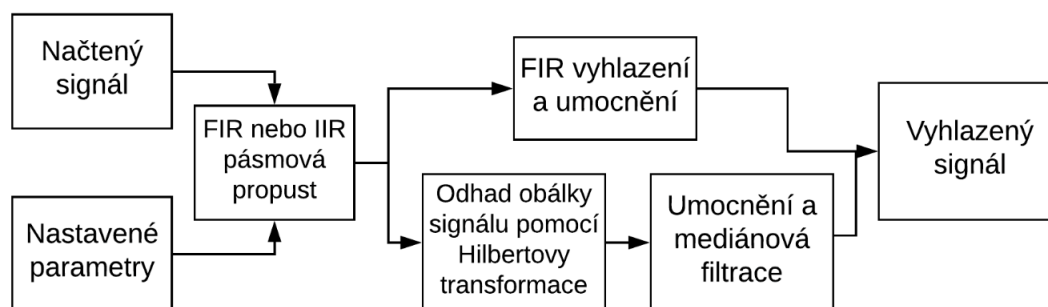 Načtený
signál
Nastavené
parametry
FIR nebo IIR
pásmová
propust
FIR vyhlazení
a umocnění
Odhad obálky
signálu pomocí
Hilbertovy
transformace
Umocnění a
mediánová
filtrace
Vyhlazený
signál